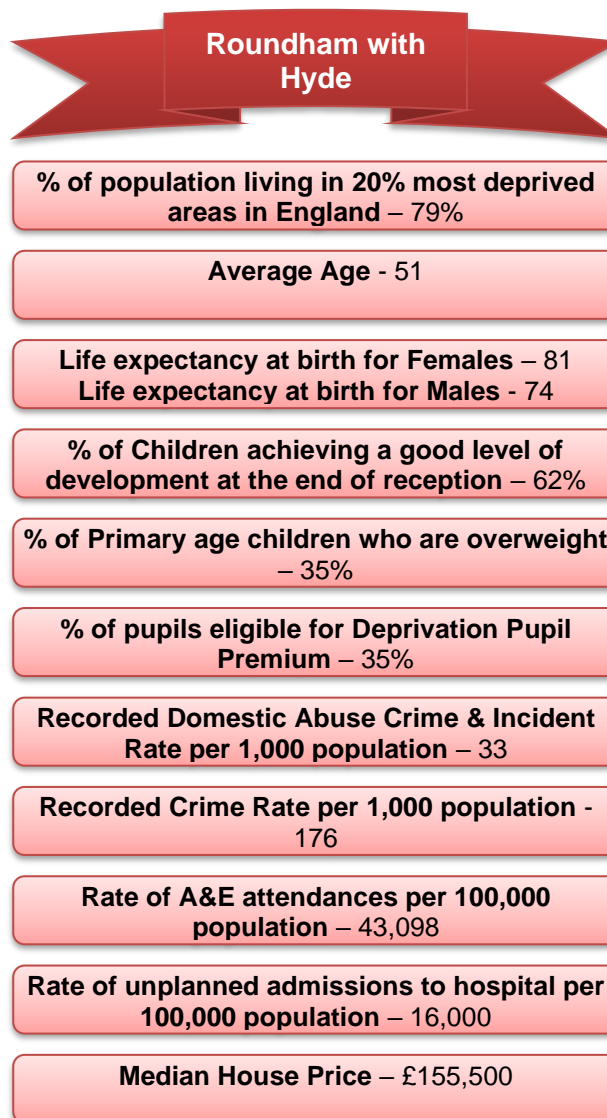 Roundham with
Hyde
% of population living in 20% most deprived
areas in England – 79%
Average Age - 51
Life expectancy at birth for Females – 81
Life expectancy at birth for Males - 74
% of Children achieving a good level of
development at the end of reception – 62%
% of Primary age children who are overweight
– 35%
% of pupils eligible for Deprivation Pupil
Premium – 35%
Recorded Domestic Abuse Crime & Incident
Rate per 1,000 population – 33
Recorded Crime Rate per 1,000 population -
176
Rate of A&E attendances per 100,000
population – 43,098
Rate of unplanned admissions to hospital per
100,000 population – 16,000
Median House Price – £155,500